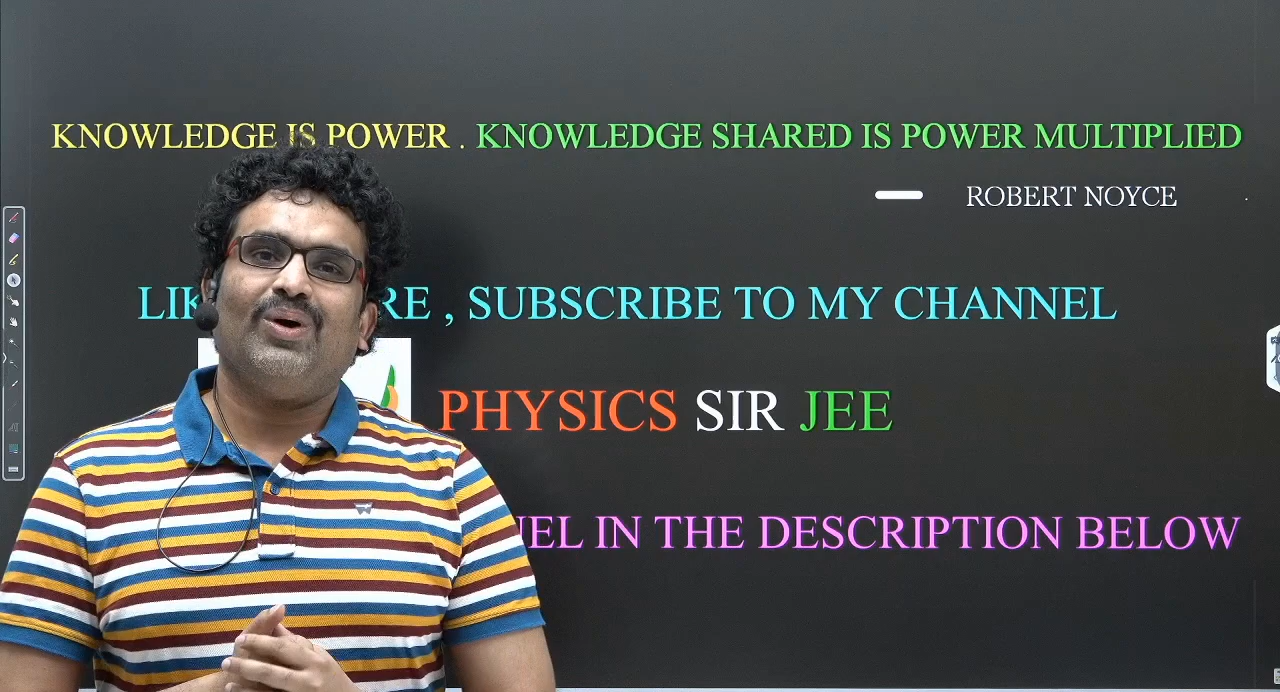 KNOWLEDGE IS POWER . KNOWLEDGE SHARED IS POWER MULTIPLIED
— ROBERT NOYCE
, SUBSCRIBE TO MY CHANNEL
PHYSICS SIR JEE
IN THE DESCRIPTION BELOW